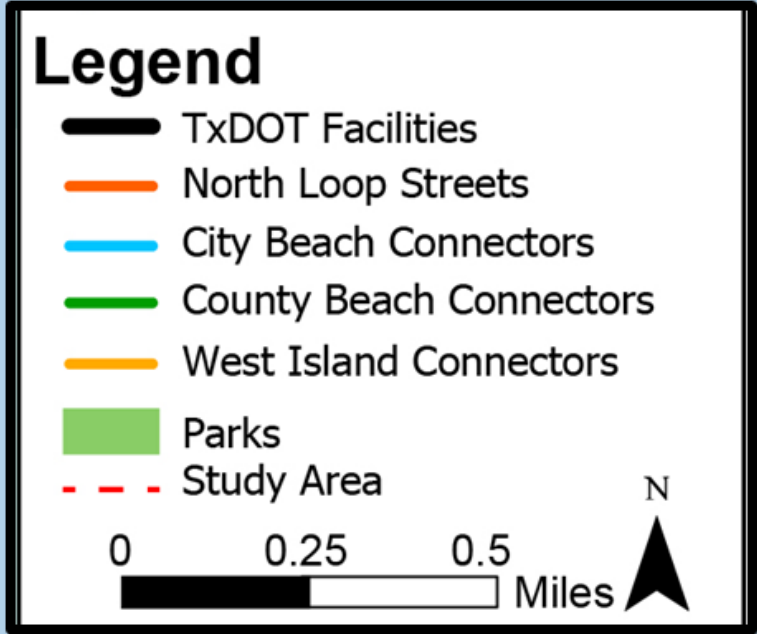 Legend
TxDOT Facilities
North Loop Streets
City Beach Connectors
County Beach Connectors
West Island Connectors
Parks
Study Area
N
0 0.25 0.5
Miles